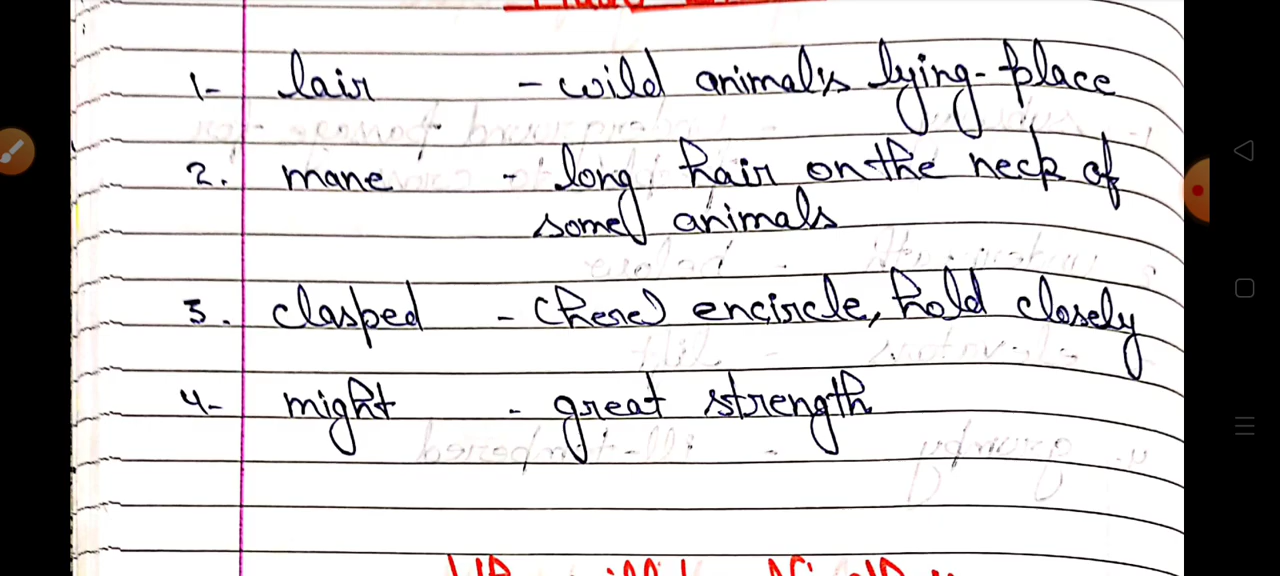 1- lair - wild animal's lying-place
2. mane - long hair on the neck of
some animals
3. clasped - (here) encircle, hold closely
4- might - great strength